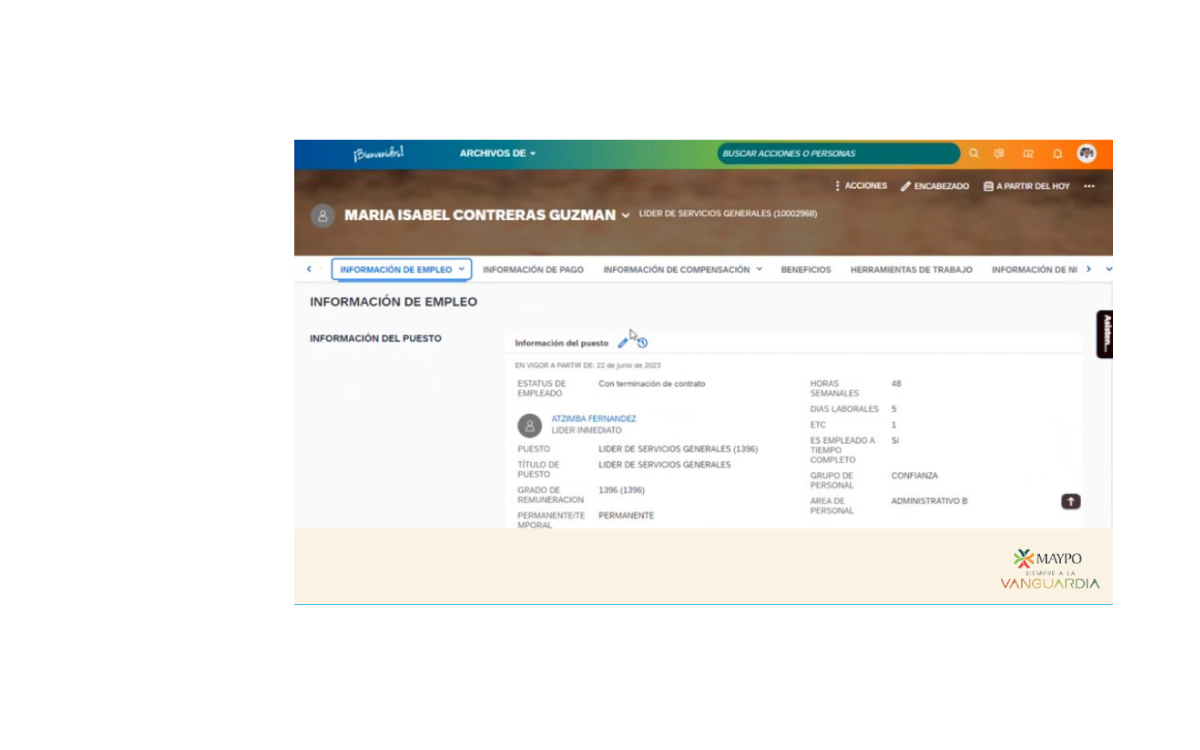 ¡Bienvenidos!
ARCHIVOS DE
BUSCAR ACCIONES O PERSONAS
ACCIONES
ENCABEZADO
A PARTIR DEL HOY
MARIA ISABEL CONTRERAS GUZMAN
LIDER DE SERVICIOS GENERALES (10002968)
INFORMACIÓN DE EMPLEO
INFORMACIÓN DE PAGO
INFORMACIÓN DE COMPENSACIÓN
BENEFICIOS
HERRAMIENTAS DE TRABAJO
INFORMACIÓN DE
INFORMACIÓN DE EMPLEO
Asisten...
INFORMACIÓN DEL PUESTO
Información del puesto
EN VIGOR A PARTIR DE: 22 de junio de 2023
ESTATUS DE
EMPLEADO
Con terminación de contrato
ATZIMBA FERNANDEZ
LIDER INMEDIATO
PUESTO
LIDER DE SERVICIOS GENERALES (1396)
TÍTULO DE
PUESTO
LIDER DE SERVICIOS GENERALES
GRADO DE
REMUNERACION
1396 (1396)
PERMANENTE/TE
MPORAL
PERMANENTE
HORAS
SEMANALES
48
DIAS LABORALES
5
ETC
1
ES EMPLEADO A
TIEMPO
COMPLETO
Sí
GRUPO DE
PERSONAL
CONFIANZA
AREA DE
PERSONAL
ADMINISTRATIVO B
MAYPO
SIEMPRE A LA
VANGUARDIA